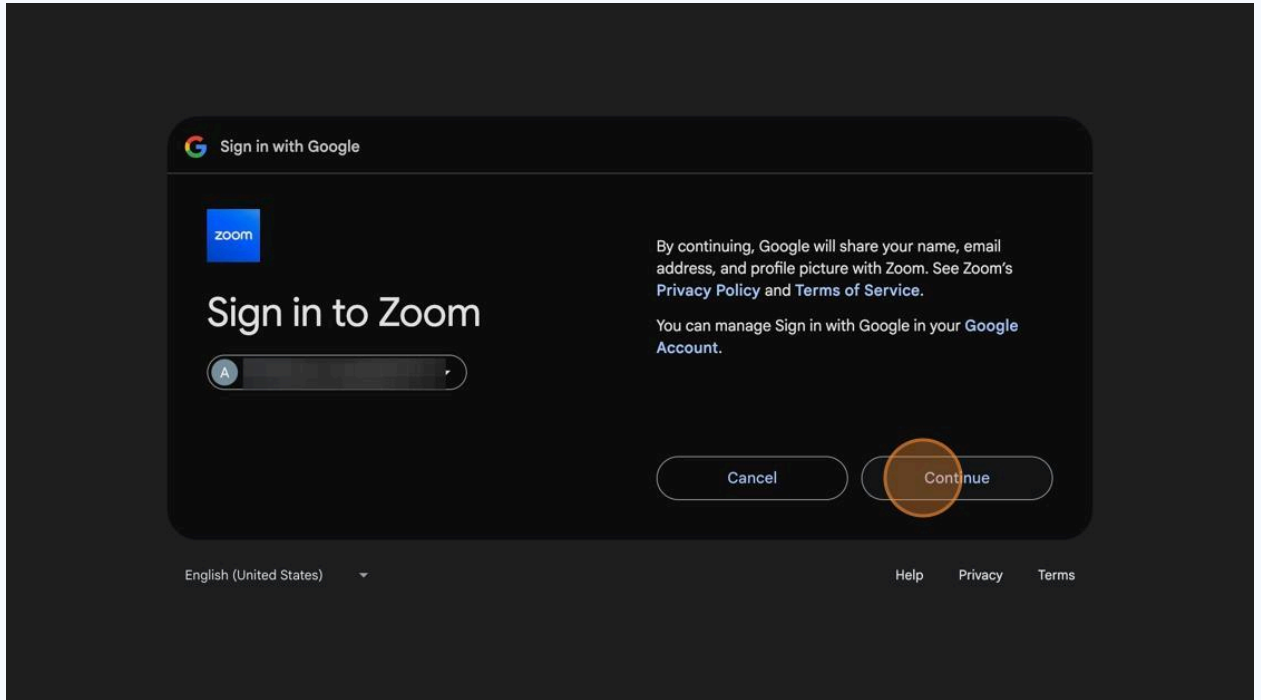 Sign in with Google
zoom
Sign in to Zoom
A
By continuing, Google will share your name, email
address, and profile picture with Zoom. See Zoom’s
Privacy Policy and Terms of Service.
You can manage Sign in with Google in your Google
Account.
Cancel
Continue
English (United States)
Help
Privacy
Terms